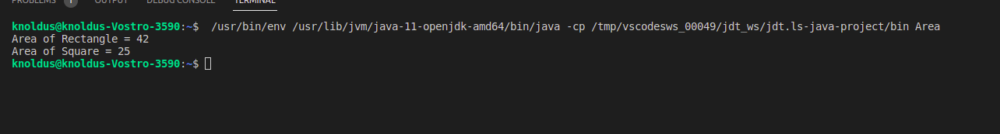 PROBLEMS 1 OUTPUT DEBUG CONSOLE TERMINAL
knoldus@knoldus-Vostro-3590:~$  /usr/bin/env /usr/lib/jvm/java-11-openjdk-amd64/bin/java -cp /tmp/vscodesws_00049/jdt_ws/jdt.ls-java-project/bin Area
Area of Rectangle = 42
Area of Square = 25
knoldus@knoldus-Vostro-3590:~$